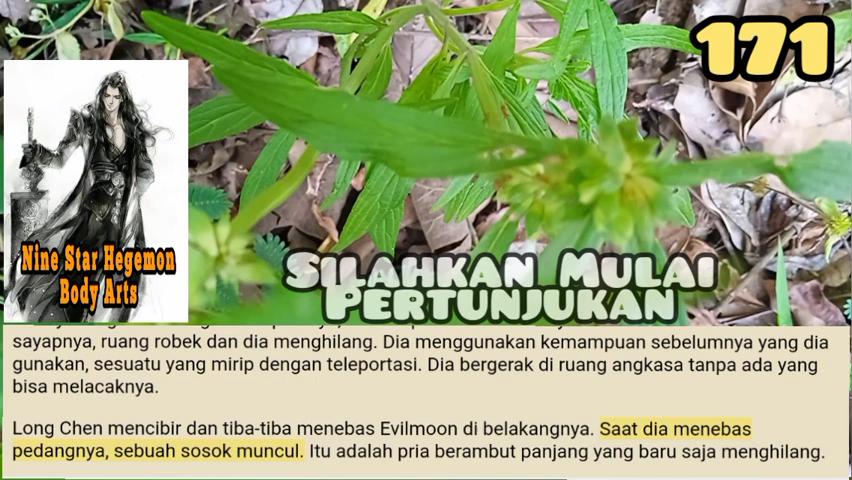 171
Nine Star Hegemon
Body Arts
Silahkan Mulai
Pertunjukan
sayapnya, ruang robek dan dia menghilang. Dia menggunakan kemampuan sebelumnya yang dia
gunakan, sesuatu yang mirip dengan teleportasi. Dia bergerak di ruang angkasa tanpa ada yang
bisa melacaknya.
Long Chen mencibir dan tiba-tiba menebas Evilmoon di belakangnya. Saat dia menebas
pedangnya, sebuah sosok muncul. Itu adalah pria berambut panjang yang baru saja menghilang.